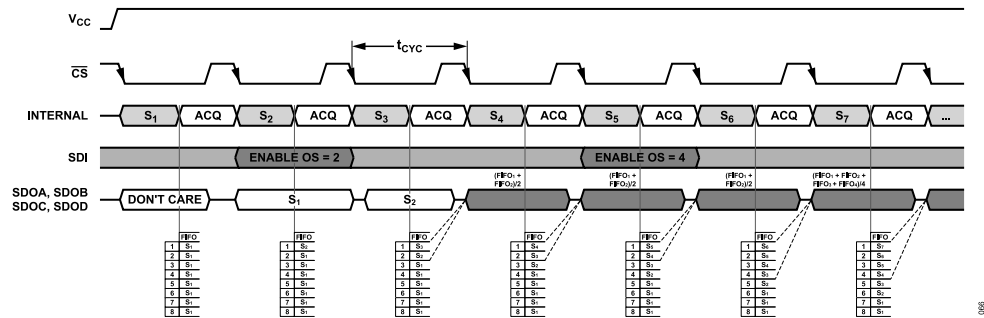 VCC
tCYC
CS
INTERNAL S1 ACQ S2 ACQ S3 ACQ S4 ACQ S5 ACQ S6 ACQ S7 ACQ ...
SDI ENABLE OS = 2 ENABLE OS = 4
(FIFO1 + FIFO2)/2 (FIFO1 + FIFO2)/2 (FIFO1 + FIFO2)/2 (FIFO1 + FIFO2 + FIFO3 + FIFO4)/4
SDOA, SDOB
SDOC, SDOD
DON'T CARE S1 S2
FIFO FIFO FIFO FIFO FIFO FIFO FIFO
1 S1 1 S2 1 S3 1 S4 1 S5 1 S6 1 S7
2 S1 2 S1 2 S2 2 S3 2 S4 2 S5 2 S6
3 S1 3 S1 3 S1 3 S2 3 S3 3 S4 3 S5
4 S1 4 S1 4 S1 4 S1 4 S2 4 S3 4 S4
5 S1 5 S1 5 S1 5 S1 5 S1 5 S2 5 S3
6 S1 6 S1 6 S1 6 S1 6 S1 6 S1 6 S2
7 S1 7 S1 7 S1 7 S1 7 S1 7 S1 7 S1
8 S1 8 S1 8 S1 8 S1 8 S1 8 S1 8 S1
066